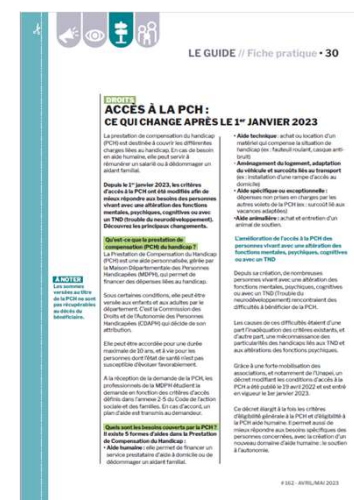 LE GUIDE // Fiche pratique • 30
DROITS
ACCÈS À LA PCH :
CE QUI CHANGE APRÈS LE 1er JANVIER 2023
La prestation de compensation du handicap
(PCH) est destinée à couvrir les différentes
charges liées au handicap. En cas de besoin
en aide humaine, elle peut servir à
rémunérer un salarié ou à dédommager un
aidant familial.
Depuis le 1er janvier 2023, les critères
d'accès à la PCH ont été modifiés afin de
mieux répondre aux besoins des personnes
vivant avec une altération des fonctions
mentales, psychiques, cognitives ou avec
un TND (trouble du neurodéveloppement).
Découvrez les principaux changements.
Qu'est-ce que la prestation de
compensation (PCH) du handicap ?
La Prestation de Compensation du Handicap
(PCH) est une aide personnalisée, gérée par
la Maison Départementale des Personnes
Handicapées (MDPH), qui permet de
financer des dépenses liées au handicap.
Sous certaines conditions, elle peut être
versée aux enfants et aux adultes par le
département. C'est la Commission des
Droits et de l'Autonomie des Personnes
Handicapées (CDAPH) qui décide de son
attribution.
Elle peut être accordée pour une durée
maximale de 10 ans, et à vie pour les
personnes dont l'état de santé n'est pas
susceptible d'évoluer favorablement.
A la réception de la demande de la PCH, les
professionnels de la MDPH étudient la
demande en fonction des critères d'accès
définis dans l'annexe 2-5 du Code de l'action
sociale et des familles. En cas d'accord, un
plan d'aide est transmis au demandeur.
Quels sont les besoins couverts par la PCH ?
Il existe 5 formes d'aides dans la Prestation
de Compensation du Handicap :
• Aide humaine : elle permet de financer un
service prestataire d'aide à domicile ou de
dédommager un aidant familial.
À NOTER
Les sommes
versées au titre
de la PCH ne sont
pas récupérables
au décès du
bénéficiaire.
• Aide technique : achat ou location d'un
matériel qui compense la situation de
handicap (ex : fauteuil roulant, casque anti-
bruit)
• Aménagement du logement, adaptation
du véhicule et surcoûts liés au transport
(ex : installation d'une rampe d'accès au
domicile)
• Aide spécifique ou exceptionnelle :
dépenses non prises en charges par les
autres volets de la PCH (ex : surcoût lié aux
vacances adaptées)
•Aide animalière : achat et entretien d'un
animal de soutien.
L'amélioration de l'accès à la PCH des
personnes vivant avec une altération des
fonctions mentales, psychiques, cognitives
ou avec un TND
Depuis sa création, de nombreuses
personnes vivant avec une altération des
fonctions mentales, psychiques, cognitives
ou avec un TND (Trouble du
neurodéveloppement) rencontraient des
difficultés à bénéficier de la PCH.
Les causes de ces difficultés étaient d'une
part l'inadéquation des critères existants, et
d'autre part, une méconnaissance des
particularités des handicaps liés aux TND et
aux altérations des fonctions psychiques.
Grâce à une forte mobilisation des
associations, et notamment de l'Unapei, un
décret modifiant les conditions d'accès à la
PCH a été publié le 19 avril 2022 et est entré
en vigueur le 1er janvier 2023.
Ce décret élargit à la fois les critères
d'éligibilité générale à la PCH et d'éligibilité à
la PCH aide humaine. Il permet aussi de
mieux répondre aux besoins spécifiques des
personnes concernées, avec la création d'un
nouveau domaine d'aide humaine : le soutien
à l'autonomie.
# 162 - AVRIL/MAI 2023